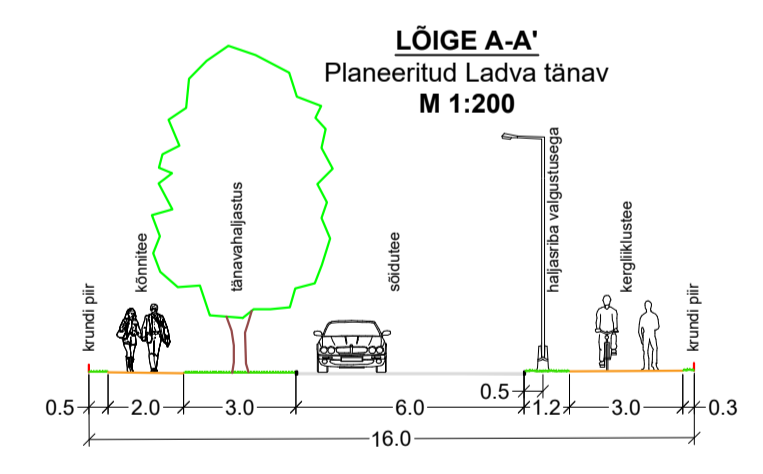 LÕIGE A-A'
Planeeritud Ladva tänav
M 1:200
krundi piir
kõnnitee
tänavahaljastus
sõidutee
haljasriba valgustusega
kergliiklustee
krundi piir
0.5
2.0
3.0
6.0
0.5
1.2
3.0
0.3
16.0